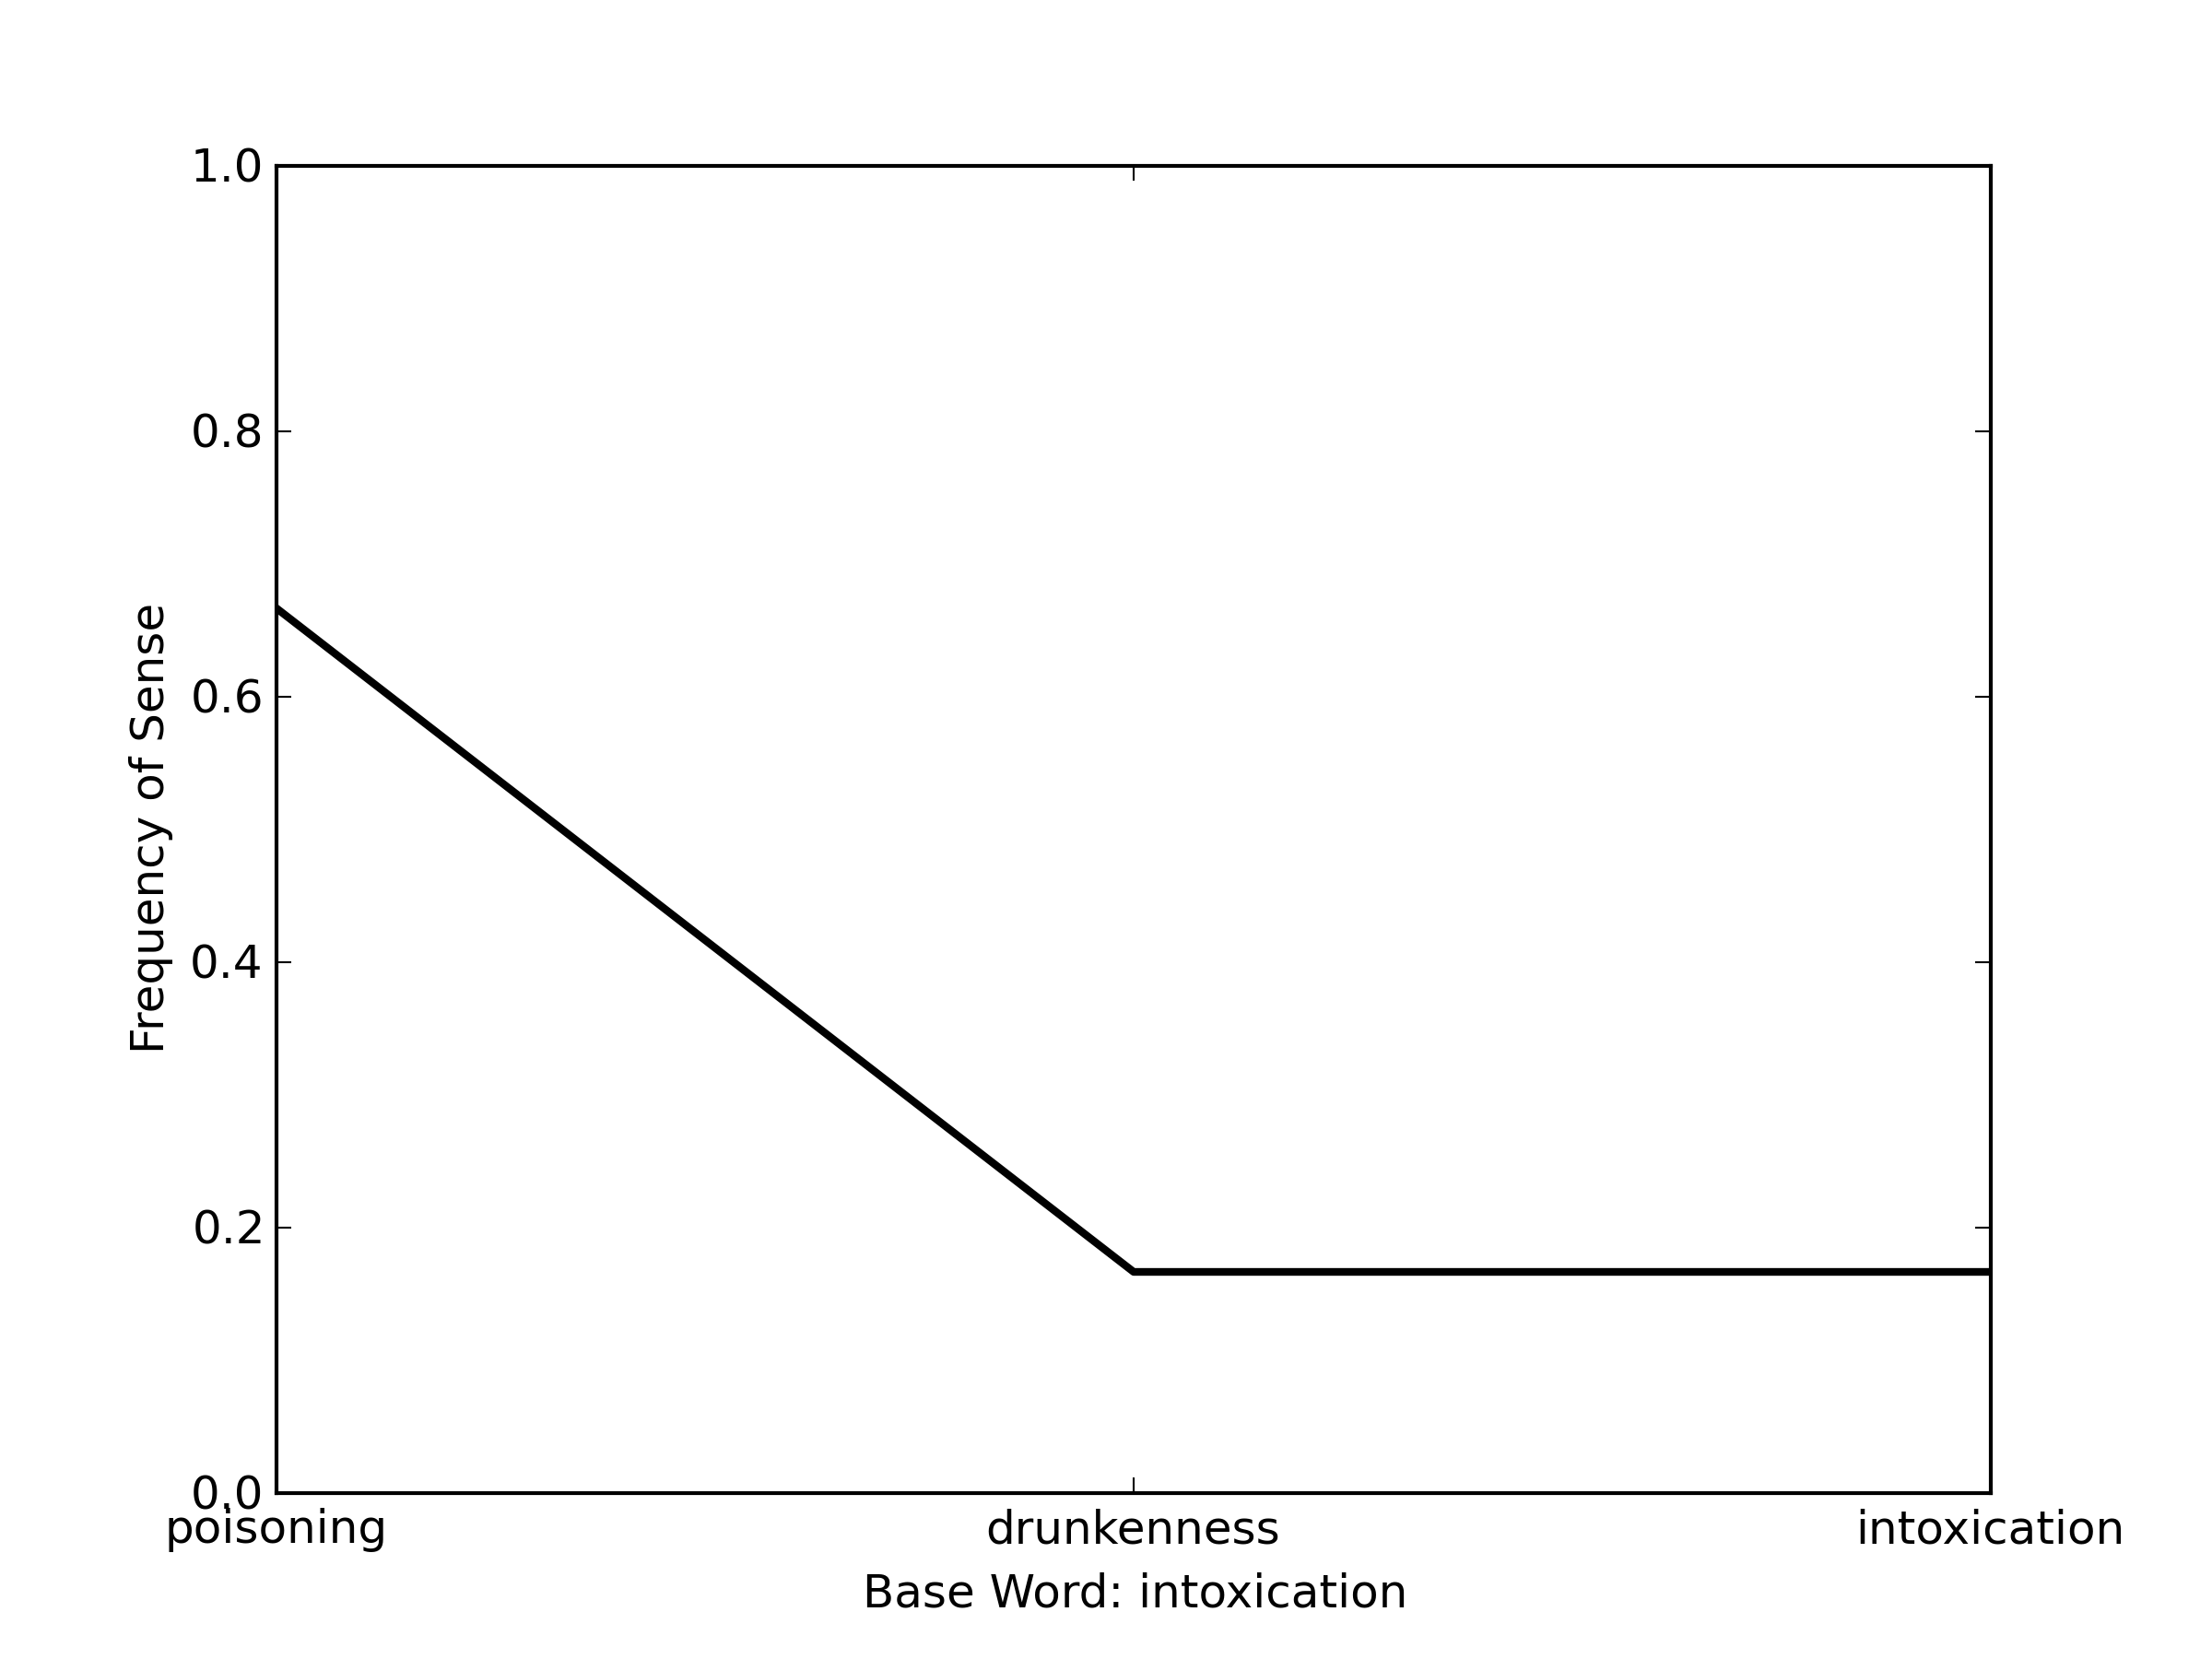 1.0
0.8
0.6
0.4
0.2
0.0
Frequency of Sense
poisoning drunkenness intoxication
Base Word: intoxication